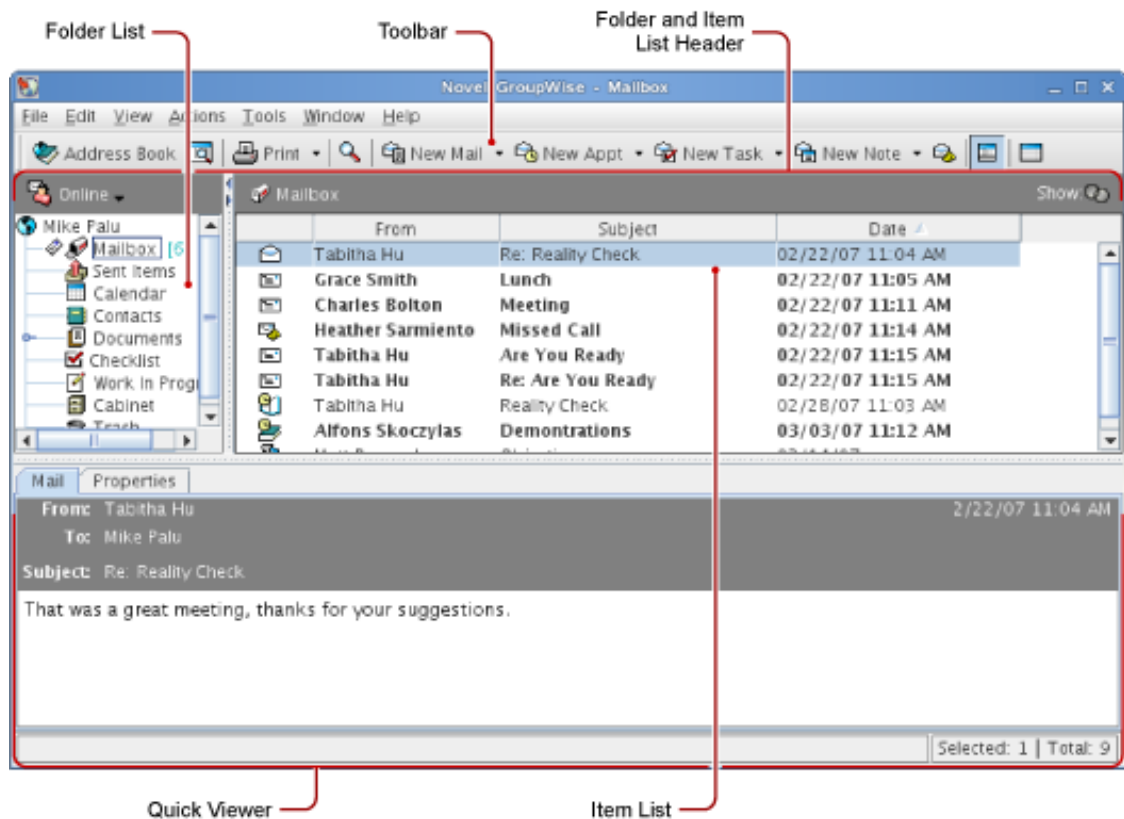 Folder List
Toolbar
Folder and Item
List Header
Novell GroupWise - Mailbox
File Edit View Actions Tools Window Help
Address Book Print New Mail New Appt New Task New Note
Online
Mailbox
Show:
Mike Palu
Mailbox [6
Sent Items
Calendar
Contacts
Documents
Checklist
Work In Progr
Cabinet
Trash
From Subject Date
Tabitha Hu Re: Reality Check 02/22/07 11:04 AM
Grace Smith Lunch 02/22/07 11:05 AM
Charles Bolton Meeting 02/22/07 11:11 AM
Heather Sarmiento Missed Call 02/22/07 11:14 AM
Tabitha Hu Are You Ready 02/22/07 11:15 AM
Tabitha Hu Re: Are You Ready 02/22/07 11:15 AM
Tabitha Hu Reality Check 02/28/07 11:03 AM
Alfons Skoczylas Demontrations 03/03/07 11:12 AM
Mail Properties
From: Tabitha Hu 2/22/07 11:04 AM
To: Mike Palu
Subject: Re: Reality Check
That was a great meeting, thanks for your suggestions.
Selected: 1 Total: 9
Quick Viewer
Item List